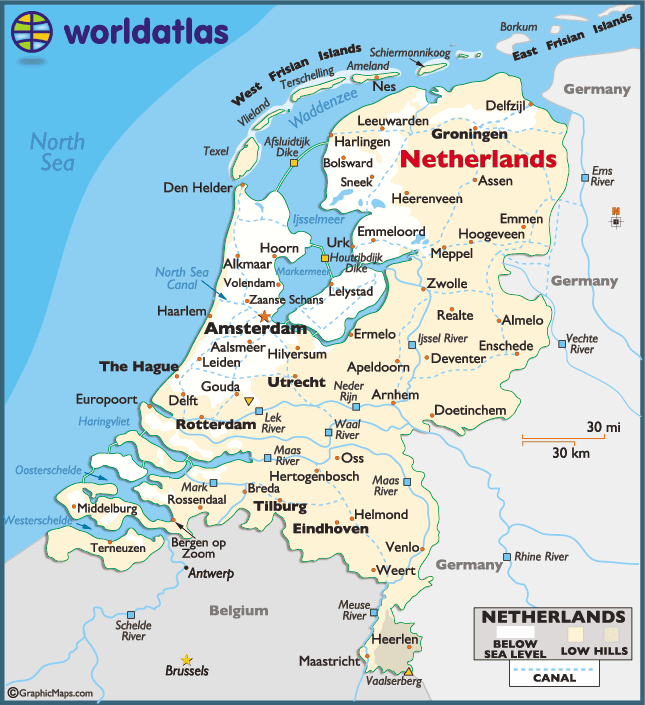 worldatlas
Borkum
East Frisian Islands
Schiermonnikoog
West Frisian Islands
Ameland
Terschelling
Nes
Germany
Vlieland
Waddenzee
Delfzijl
Leeuwarden
Groningen
North
Sea
Texel
Afsluidtijk
Dike
Harlingen
Netherlands
Bolsward
Sneek
Assen
Ems
River
Den Helder
Heerenveen
N
Ijsselmeer
Emmen
Emmeloord
Hoogeveen
Urk
Hoorn
Meppel
Houtribdijk
Dike
Alkmaar
North Sea
Canal
Markermeer
Volendam
Lelystad
Zwolle
Germany
Zaanse Schans
Haarlem
Realte
Almelo
Amsterdam
Ermelo
Ijssel River
Vechte
River
Aalsmeer
Hilversum
Enschede
Leiden
Deventer
The Hague
Apeldoorn
Utrecht
Gouda
Neder
Rijn
Arnhem
Europoort
Delft
Doetinchem
Rotterdam
Lek
River
Waal
River
Haringvliet
30 mi
30 km
Maas
River
Oss
Oosterschelde
Hertogenbosch
Maas
River
Mark
Breda
Rossendaal
Middelburg
Tilburg
Helmond
Westerschelde
Eindhoven
Terneuzen
Bergen op
Zoom
Venlo
Rhine River
Germany
Antwerp
Weert
Belgium
Meuse
River
Schelde
River
NETHERLANDS
BELOW
SEA LEVEL
LOW HILLS
CANAL
Heerlen
Maastricht
Brussels
Vaalserberg
©GraphicMaps.com